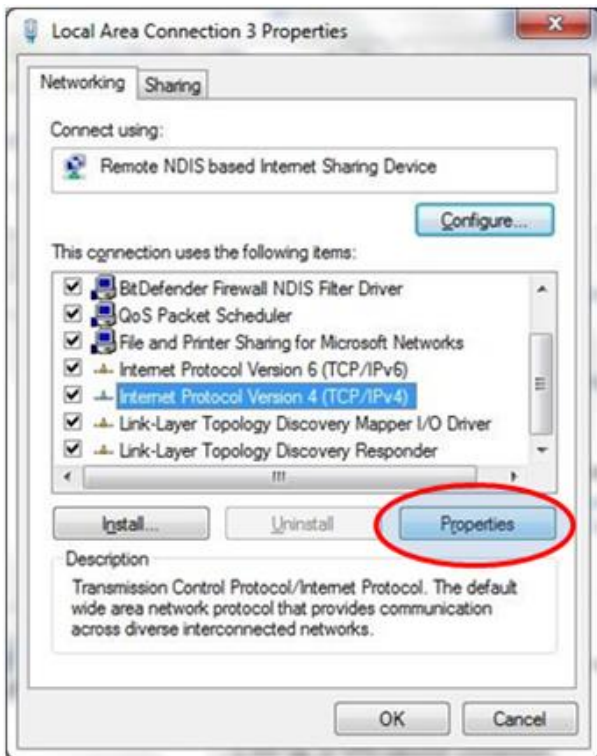 Local Area Connection 3 Properties
Networking
Sharing
Connect using:
Remote NDIS based Internet Sharing Device
Configure...
This connection uses the following items:
BitDefender Firewall NDIS Filter Driver
QoS Packet Scheduler
File and Printer Sharing for Microsoft Networks
Internet Protocol Version 6 (TCP/IPv6)
Internet Protocol Version 4 (TCP/IPv4)
Link-Layer Topology Discovery Mapper I/O Driver
Link-Layer Topology Discovery Responder
Install...
Uninstall
Properties
Description
Transmission Control Protocol/Internet Protocol. The default
wide area network protocol that provides communication
across diverse interconnected networks.
OK
Cancel